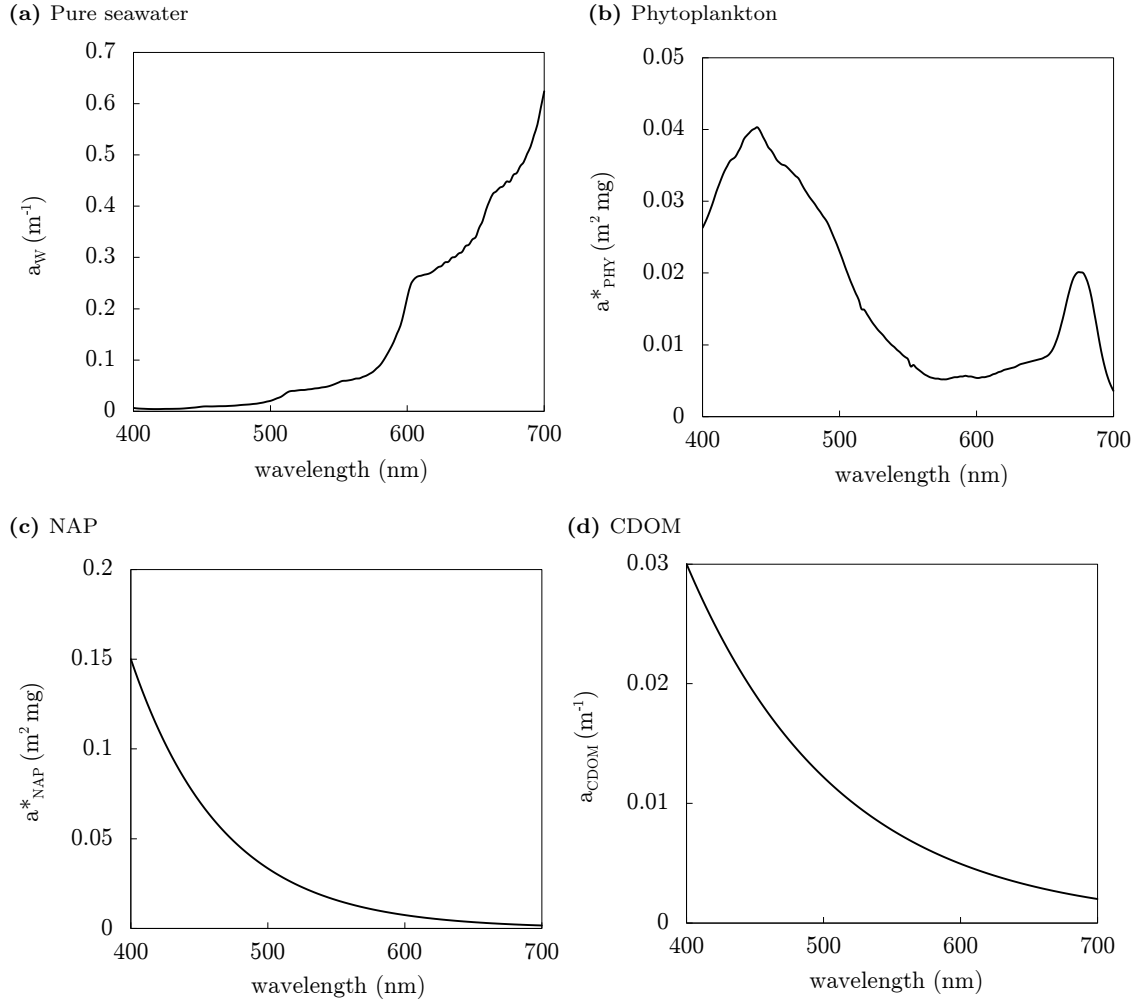 (a) Pure seawater
0.7
0.6
0.5
0.4
0.3
0.2
0.1
0
a_W (m⁻¹)
400 500 600 700
wavelength (nm)
(b) Phytoplankton
0.05
0.04
0.03
0.02
0.01
0
a*_PHY (m² mg)
400 500 600 700
wavelength (nm)
(c) NAP
0.2
0.15
0.1
0.05
0
a*_NAP (m² mg)
400 500 600 700
wavelength (nm)
(d) CDOM
0.03
0.02
0.01
0
a_CDOM (m⁻¹)
400 500 600 700
wavelength (nm)